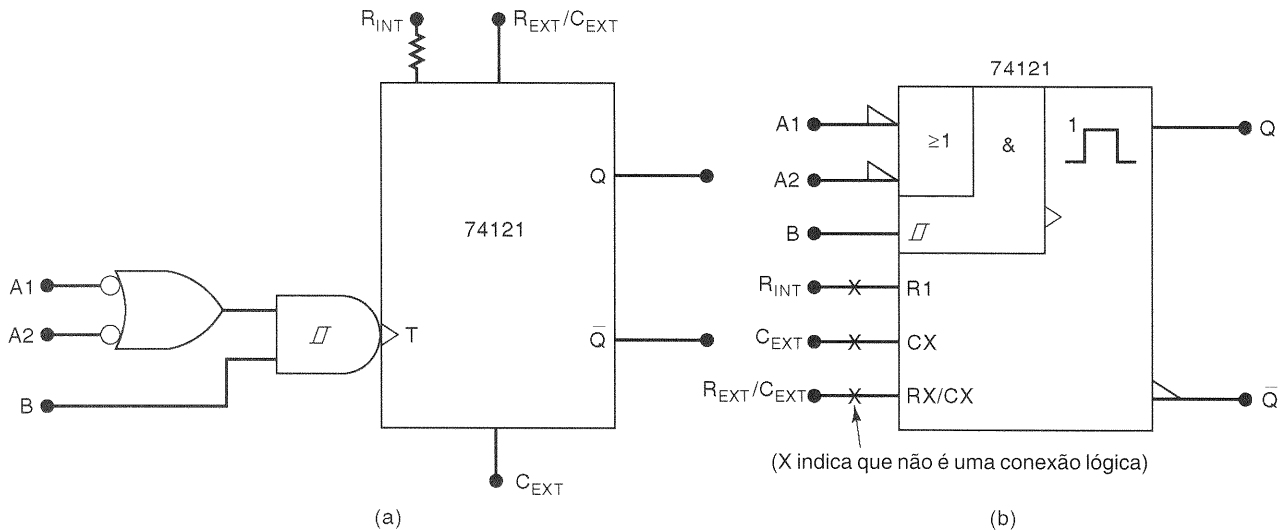 R_INT
R_EXT/C_EXT
Q
74121
A1
A2
T
Q̅
B
C_EXT
(a)
74121
A1
≥1
&
1
Q
A2
B
R_INT
R1
C_EXT
CX
R_EXT/C_EXT
RX/CX
Q̅
(X indica que não é uma conexão lógica)
(b)